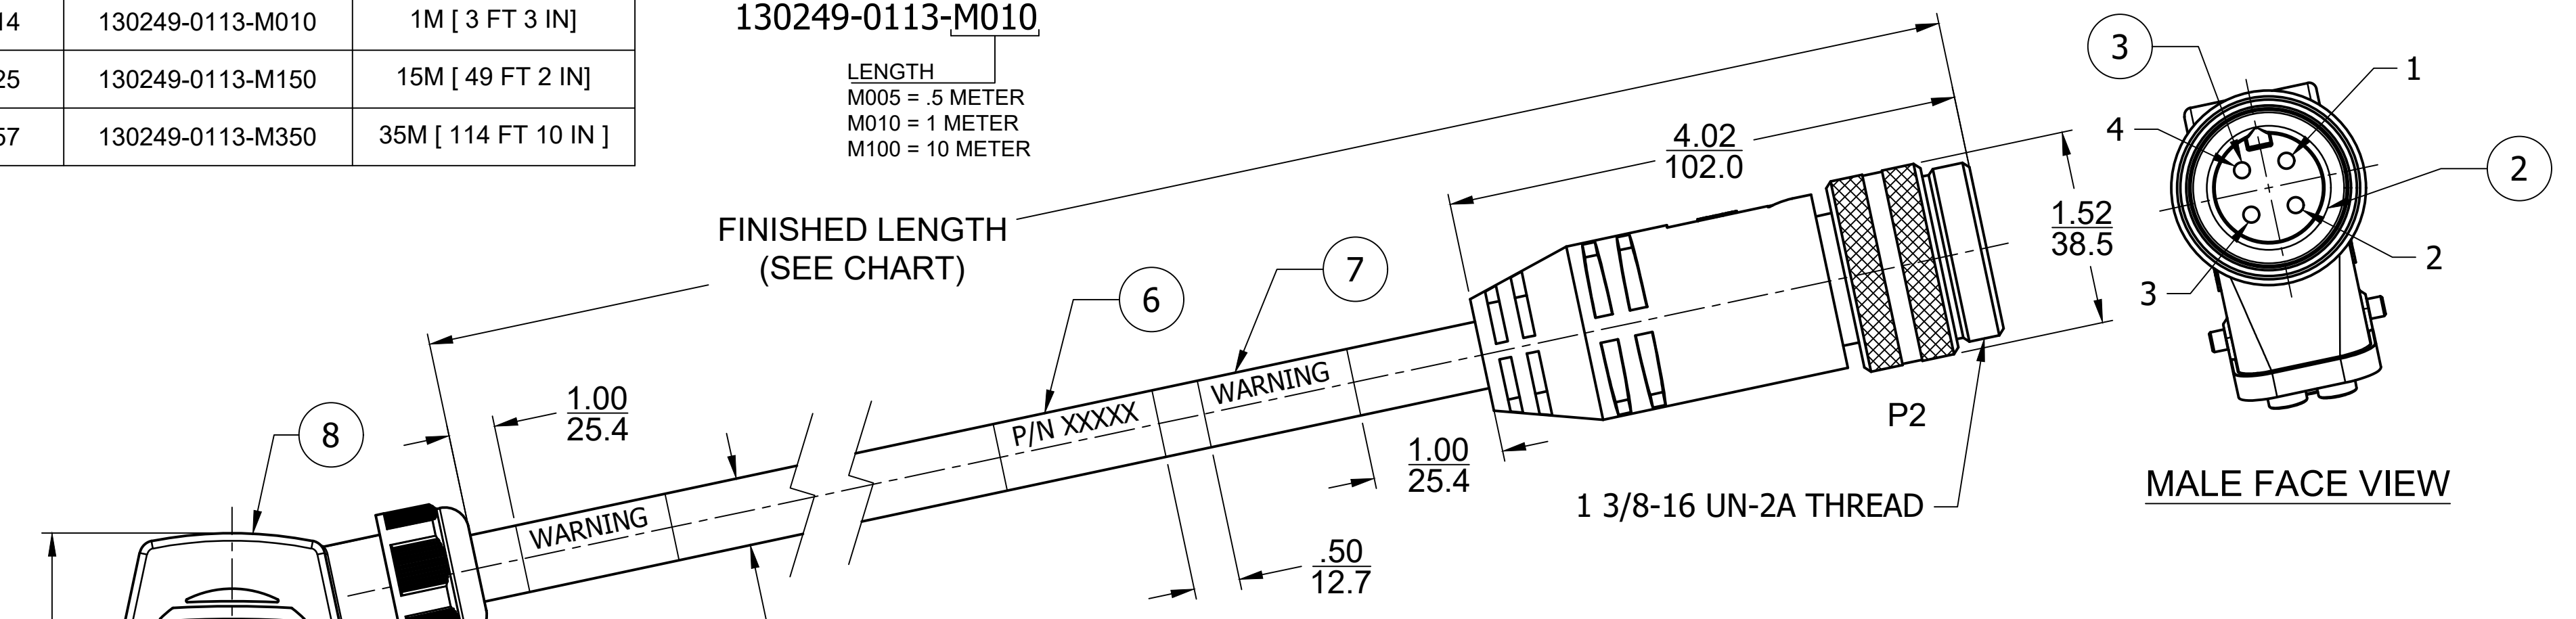 14 130249-0113-M010 1M [ 3 FT 3 IN]
25 130249-0113-M150 15M [ 49 FT 2 IN]
57 130249-0113-M350 35M [ 114 FT 10 IN ]
130249-0113-M010
LENGTH
M005 = .5 METER
M010 = 1 METER
M100 = 10 METER
FINISHED LENGTH
(SEE CHART)
4.02
102.0
1.52
38.5
3
1
4
2
2
3
6
7
8
1.00
25.4
WARNING
P/N XXXXX
WARNING
1.00
25.4
.50
12.7
P2
1 3/8-16 UN-2A THREAD
MALE FACE VIEW